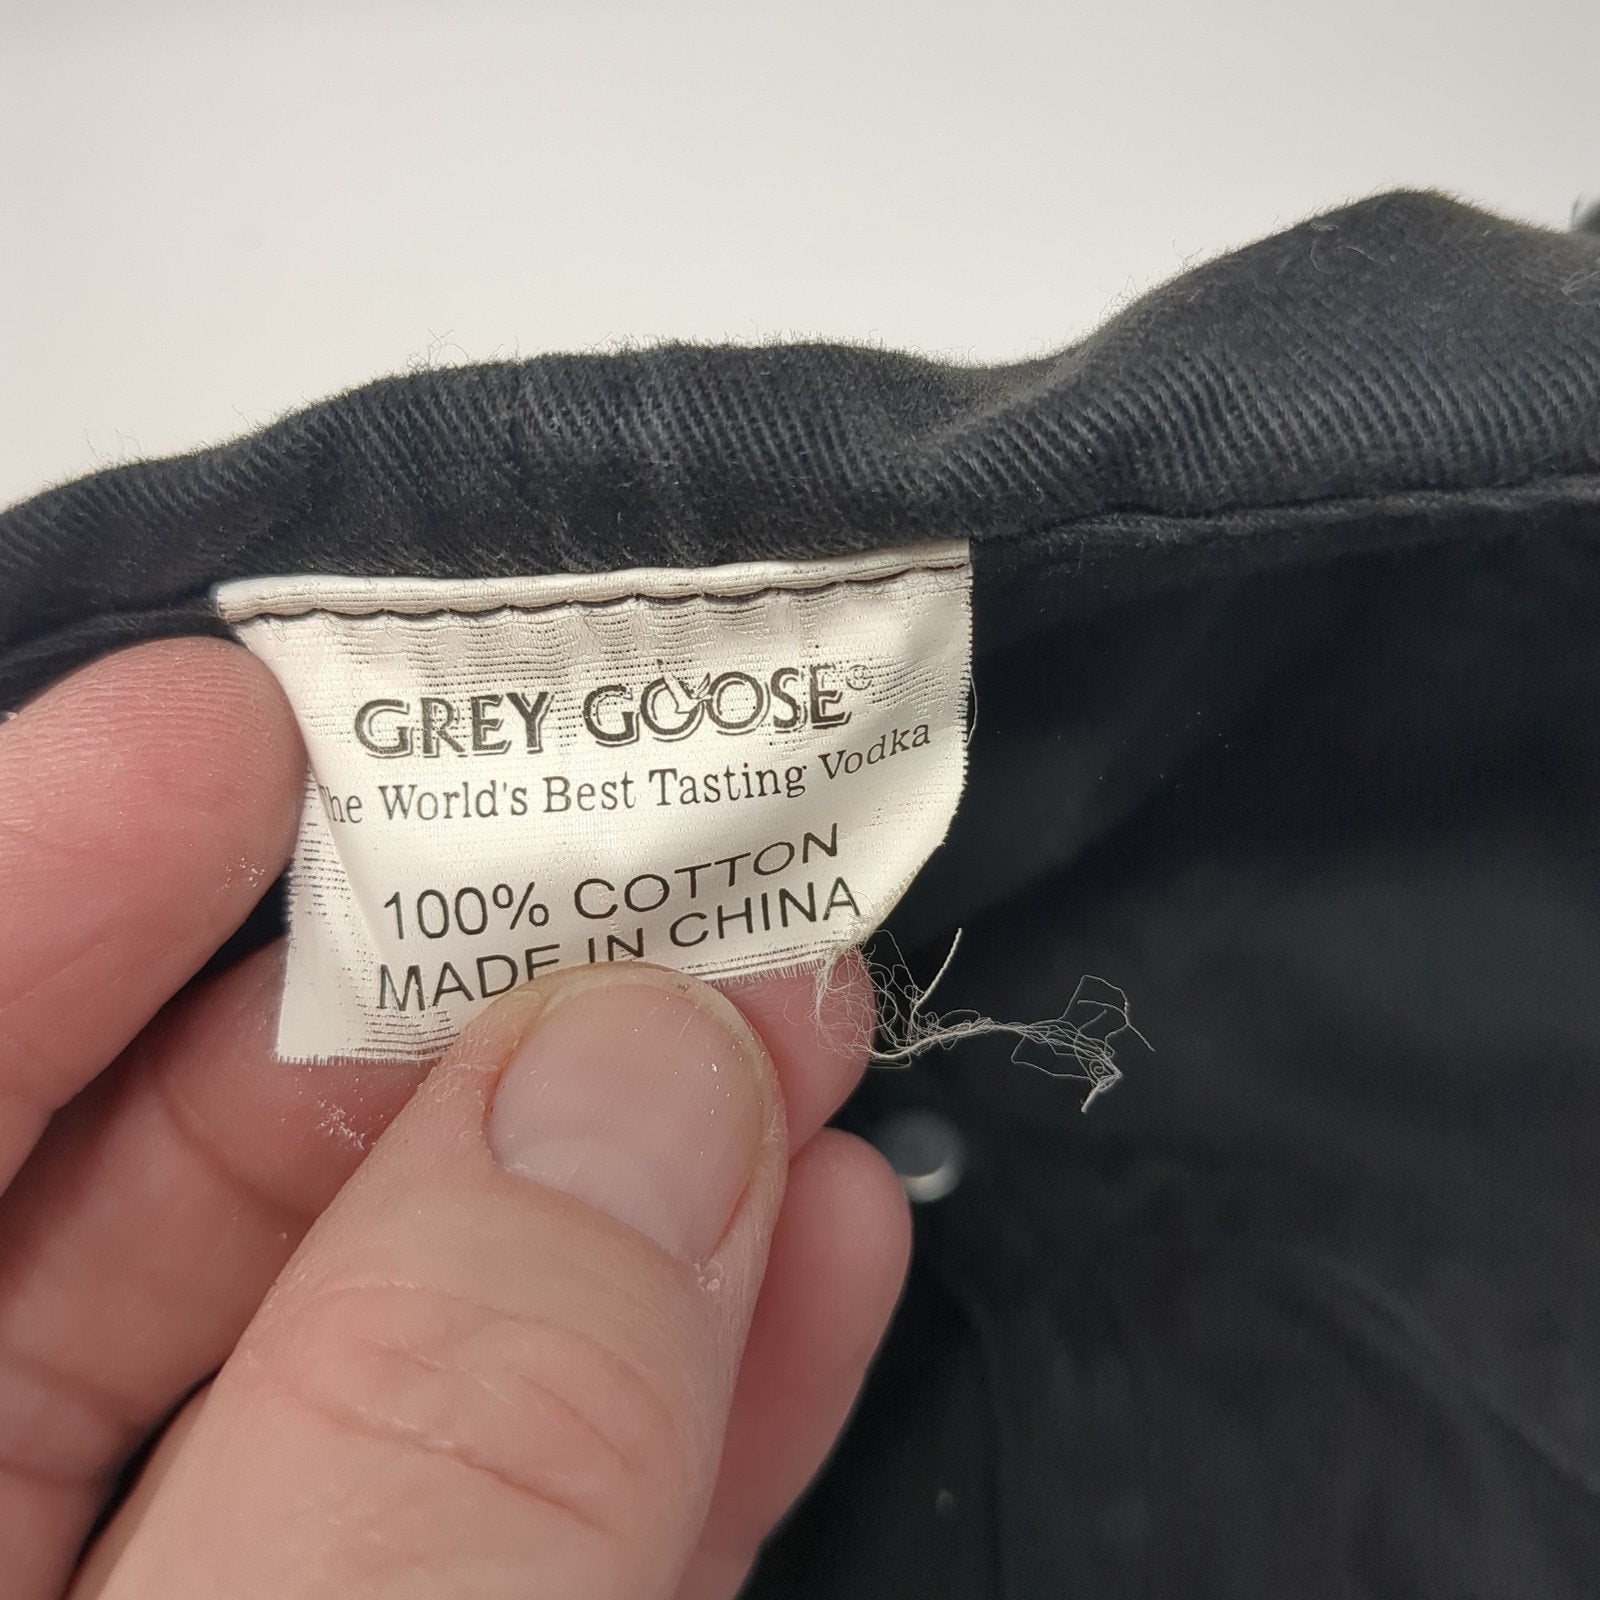 GREY GOOSE®
The World's Best Tasting Vodka
100% COTTON
MADE IN CHINA